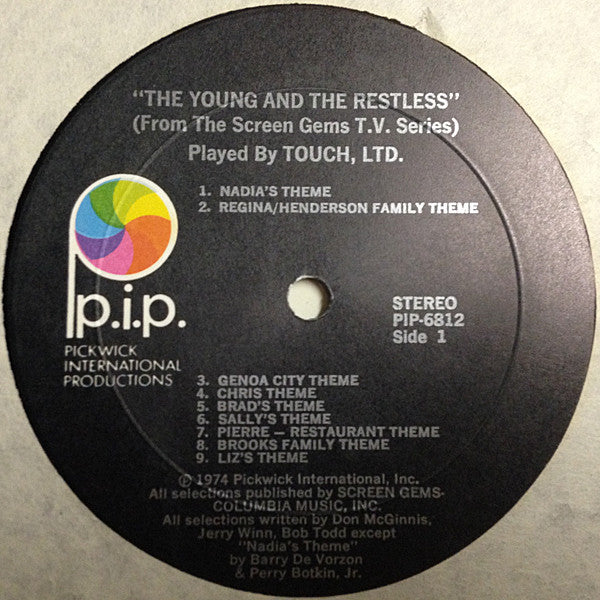 "THE YOUNG AND THE RESTLESS"
(From The Screen Gems T.V. Series)
Played By TOUCH, LTD.
1. NADIA'S THEME
2. REGINA/HENDERSON FAMILY THEME
p.i.p.
PICKWICK
INTERNATIONAL
PRODUCTIONS
STEREO
PIP-6812
Side 1
3. GENOA CITY THEME
4. CHRIS THEME
5. BRAD'S THEME
6. SALLY'S THEME
7. PIERRE — RESTAURANT THEME
8. BROOKS FAMILY THEME
9. LIZ'S THEME
℗ 1974 Pickwick International, Inc.
All selections published by SCREEN GEMS-
COLUMBIA MUSIC, INC.
All selections written by Don McGinnis,
Jerry Winn, Bob Todd except
"Nadia's Theme"
by Barry De Vorzon
& Perry Botkin, Jr.